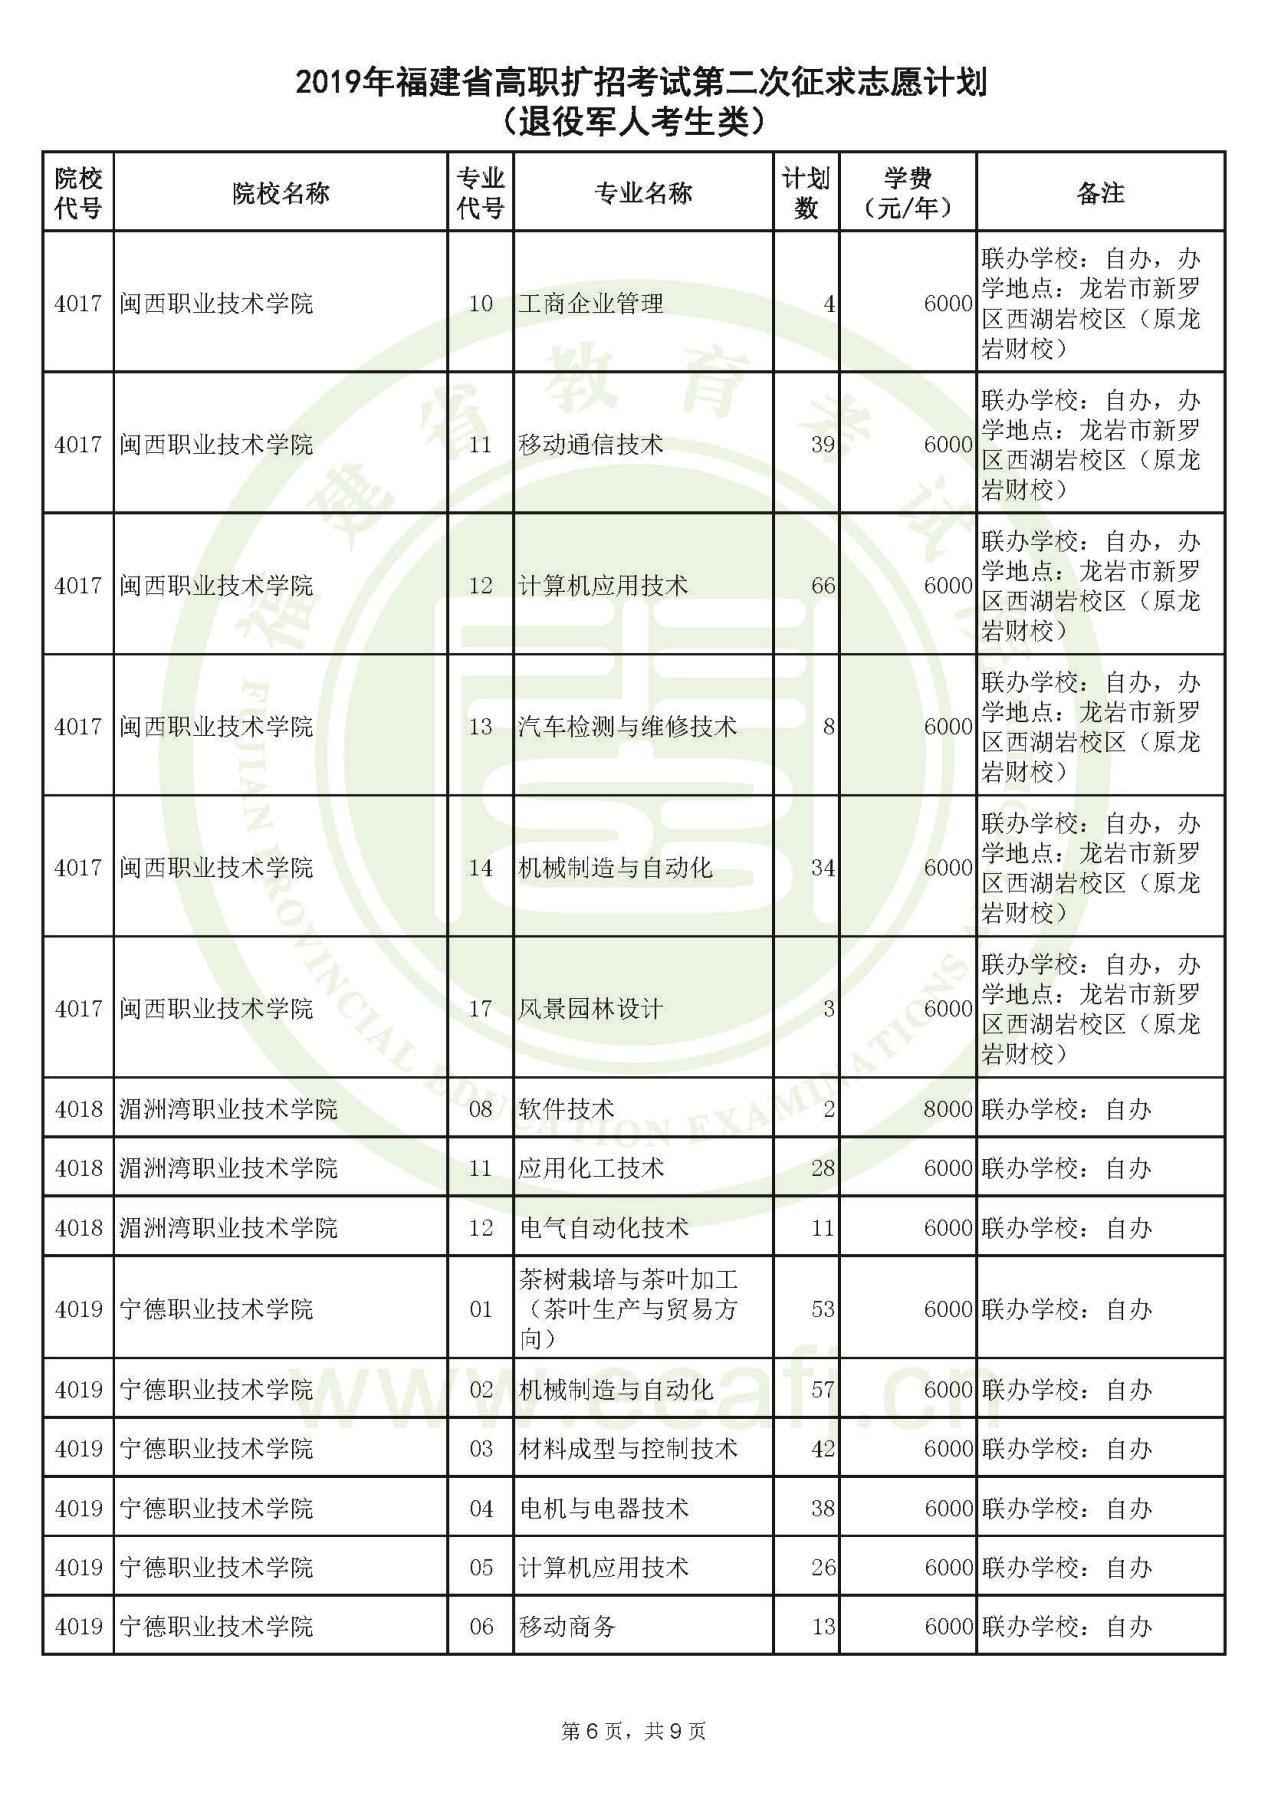 2019年福建省高职扩招考试第二次征求志愿计划
（退役军人考生类）
院校代号 院校名称 专业代号 专业名称 计划数 学费（元/年） 备注
4017 闽西职业技术学院 10 工商企业管理 4 6000 联办学校：自办，办学地点：龙岩市新罗区西湖岩校区（原龙岩财校）
4017 闽西职业技术学院 11 移动通信技术 39 6000 联办学校：自办，办学地点：龙岩市新罗区西湖岩校区（原龙岩财校）
4017 闽西职业技术学院 12 计算机应用技术 66 6000 联办学校：自办，办学地点：龙岩市新罗区西湖岩校区（原龙岩财校）
4017 闽西职业技术学院 13 汽车检测与维修技术 8 6000 联办学校：自办，办学地点：龙岩市新罗区西湖岩校区（原龙岩财校）
4017 闽西职业技术学院 14 机械制造与自动化 34 6000 联办学校：自办，办学地点：龙岩市新罗区西湖岩校区（原龙岩财校）
4017 闽西职业技术学院 17 风景园林设计 3 6000 联办学校：自办，办学地点：龙岩市新罗区西湖岩校区（原龙岩财校）
4018 湄洲湾职业技术学院 08 软件技术 2 8000 联办学校：自办
4018 湄洲湾职业技术学院 11 应用化工技术 28 6000 联办学校：自办
4018 湄洲湾职业技术学院 12 电气自动化技术 11 6000 联办学校：自办
4019 宁德职业技术学院 01 茶树栽培与茶叶加工（茶叶生产与贸易方向） 53 6000 联办学校：自办
4019 宁德职业技术学院 02 机械制造与自动化 57 6000 联办学校：自办
4019 宁德职业技术学院 03 材料成型与控制技术 42 6000 联办学校：自办
4019 宁德职业技术学院 04 电机与电器技术 38 6000 联办学校：自办
4019 宁德职业技术学院 05 计算机应用技术 26 6000 联办学校：自办
4019 宁德职业技术学院 06 移动商务 13 6000 联办学校：自办
福建省教育考试院
FUJIAN PROVINCIAL EDUCATION EXAMINATIONS
www.eeafj.cn
第 6 页，共 9 页